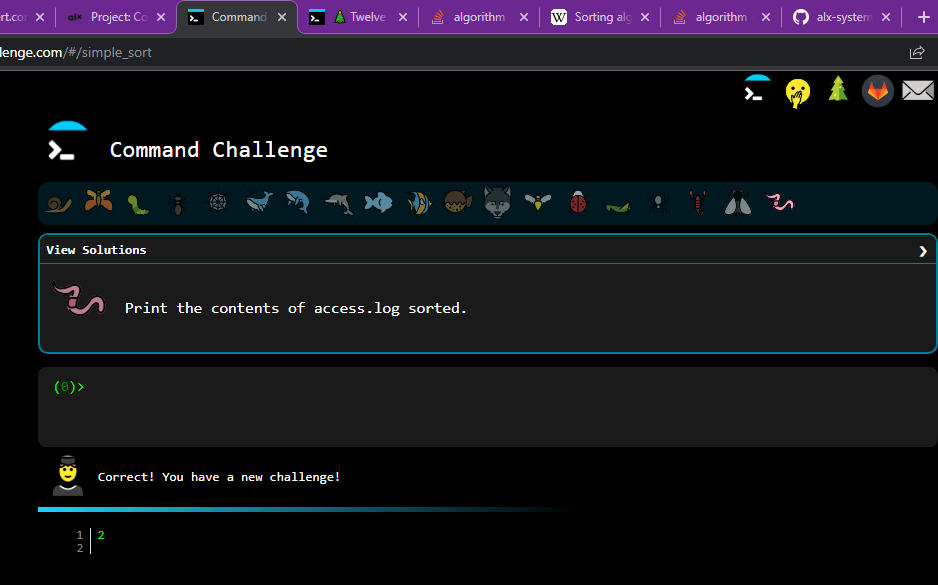 ert.co
alx Project: Co
Command
Twelve
algorithm
W Sorting alg
algorithm
alx-system
lenge.com/#/simple_sort
Command Challenge
View Solutions
Print the contents of access.log sorted.
(0)>
Correct! You have a new challenge!
1 2
2